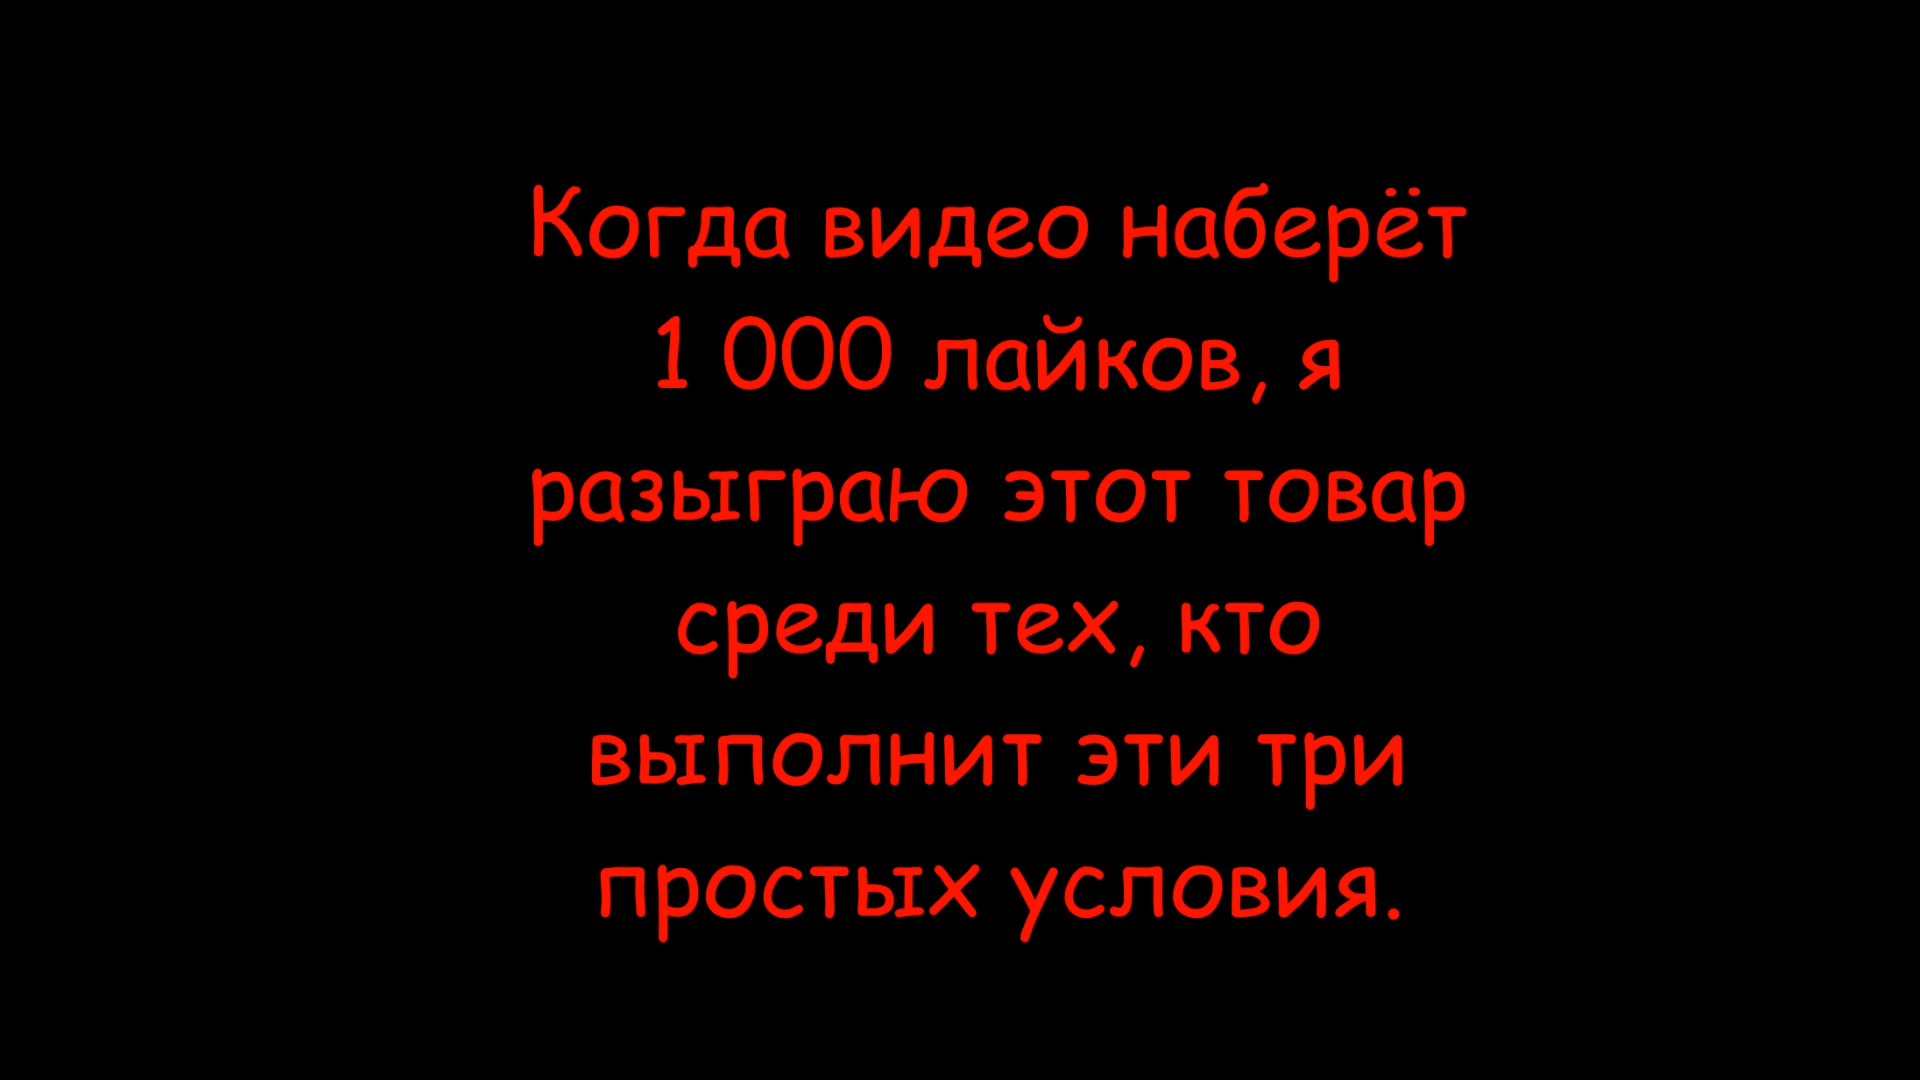 Когда видео наберёт
1 000 лайков, я
разыграю этот товар
среди тех, кто
выполнит эти три
простых условия.